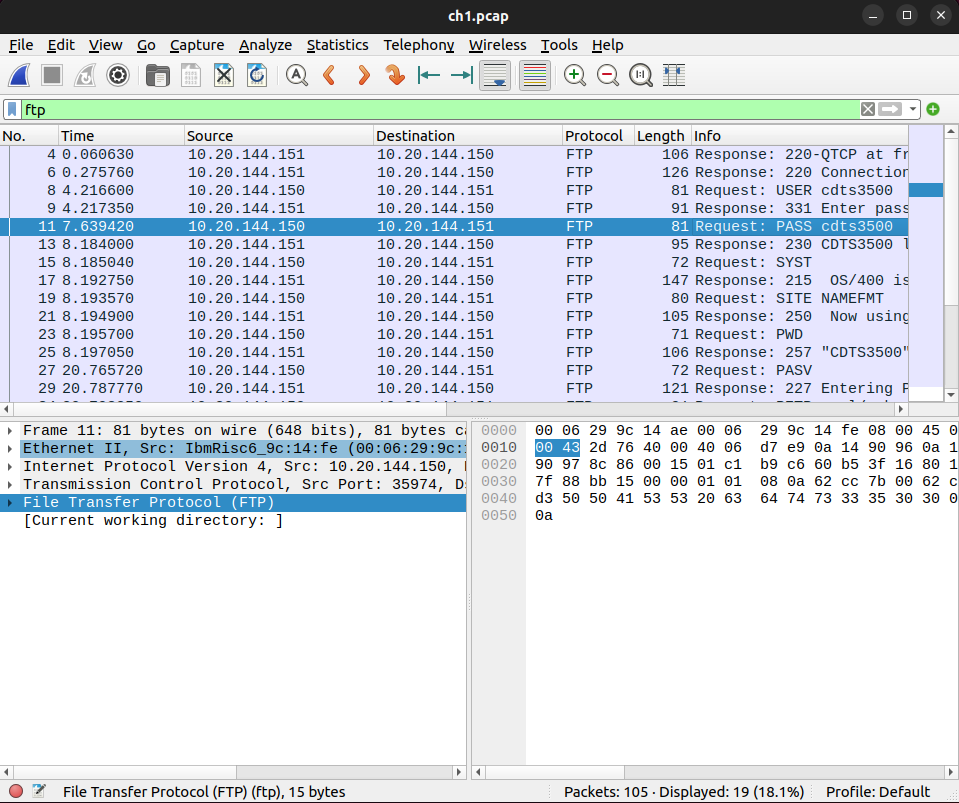 ch1.pcap
File Edit View Go Capture Analyze Statistics Telephony Wireless Tools Help
ftp
No. Time Source Destination Protocol Length Info
4 0.060630 10.20.144.151 10.20.144.150 FTP 106 Response: 220-QTCP at fr
6 0.275760 10.20.144.151 10.20.144.150 FTP 126 Response: 220 Connection
8 4.216600 10.20.144.150 10.20.144.151 FTP 81 Request: USER cdts3500
9 4.217350 10.20.144.151 10.20.144.150 FTP 91 Response: 331 Enter pass
11 7.639420 10.20.144.150 10.20.144.151 FTP 81 Request: PASS cdts3500
13 8.184000 10.20.144.151 10.20.144.150 FTP 95 Response: 230 CDTS3500 l
15 8.185040 10.20.144.150 10.20.144.151 FTP 72 Request: SYST
17 8.192750 10.20.144.151 10.20.144.150 FTP 147 Response: 215  OS/400 is
19 8.193570 10.20.144.150 10.20.144.151 FTP 80 Request: SITE NAMEFMT
21 8.194900 10.20.144.151 10.20.144.150 FTP 105 Response: 250  Now using
23 8.195700 10.20.144.150 10.20.144.151 FTP 71 Request: PWD
25 8.197050 10.20.144.151 10.20.144.150 FTP 106 Response: 257 "CDTS3500"
27 20.765720 10.20.144.150 10.20.144.151 FTP 72 Request: PASV
29 20.787770 10.20.144.151 10.20.144.150 FTP 121 Response: 227 Entering P
Frame 11: 81 bytes on wire (648 bits), 81 bytes ca
Ethernet II, Src: IbmRisc6_9c:14:fe (00:06:29:9c:1
Internet Protocol Version 4, Src: 10.20.144.150,
Transmission Control Protocol, Src Port: 35974, Ds
File Transfer Protocol (FTP)
[Current working directory: ]
0000 00 06 29 9c 14 ae 00 06 29 9c 14 fe 08 00 45 0
0010 00 43 2d 76 40 00 40 06 d7 e9 0a 14 90 96 0a 1
0020 90 97 8c 86 00 15 01 c1 b9 c6 60 b5 3f 16 80 1
0030 7f 88 bb 15 00 00 01 01 08 0a 62 cc 7b 00 62 c
0040 d3 50 50 41 53 53 20 63 64 74 73 33 35 30 30 0
0050 0a
File Transfer Protocol (FTP) (ftp), 15 bytes
Packets: 105 · Displayed: 19 (18.1%)
Profile: Default